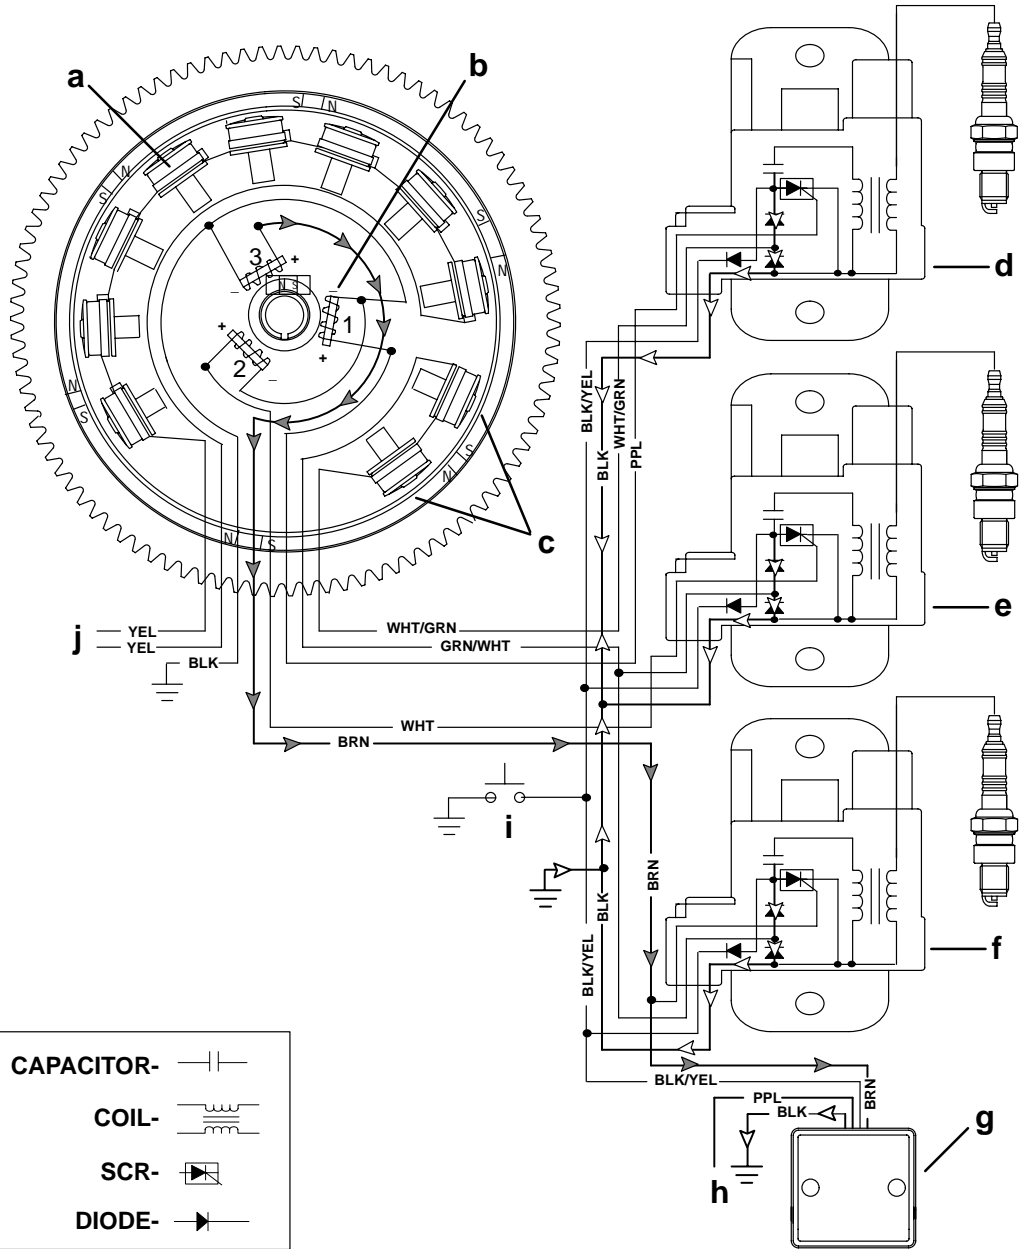 a
b
S N
N
S
S
N
3
+
–
N S
–
1
+
+
2
–
N
S
S
N
N S
c
d
BLK/YEL
WHT/GRN
BLK
PPL
e
j
YEL
YEL
BLK
WHT/GRN
GRN/WHT
WHT
BRN
i
BRN
BLK
BLK/YEL
f
BLK/YEL
BRN
PPL
BLK
h
g
CAPACITOR-
COIL-
SCR-
DIODE-